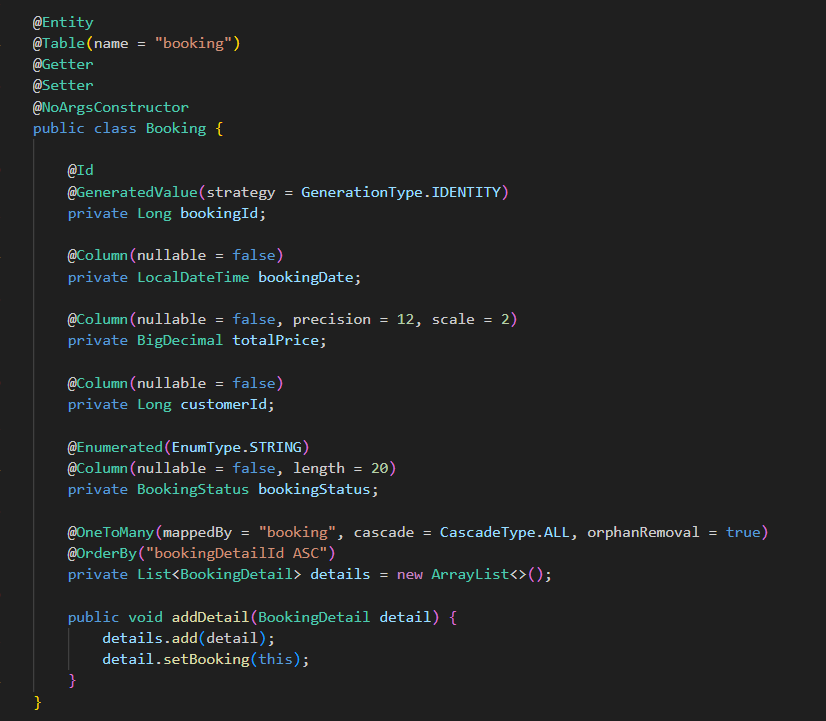 @Entity
@Table(name = "booking")
@Getter
@Setter
@NoArgsConstructor
public class Booking {
@Id
@GeneratedValue(strategy = GenerationType.IDENTITY)
private Long bookingId;
@Column(nullable = false)
private LocalDateTime bookingDate;
@Column(nullable = false, precision = 12, scale = 2)
private BigDecimal totalPrice;
@Column(nullable = false)
private Long customerId;
@Enumerated(EnumType.STRING)
@Column(nullable = false, length = 20)
private BookingStatus bookingStatus;
@OneToMany(mappedBy = "booking", cascade = CascadeType.ALL, orphanRemoval = true)
@OrderBy("bookingDetailId ASC")
private List<BookingDetail> details = new ArrayList<>();
public void addDetail(BookingDetail detail) {
details.add(detail);
detail.setBooking(this);
}
}